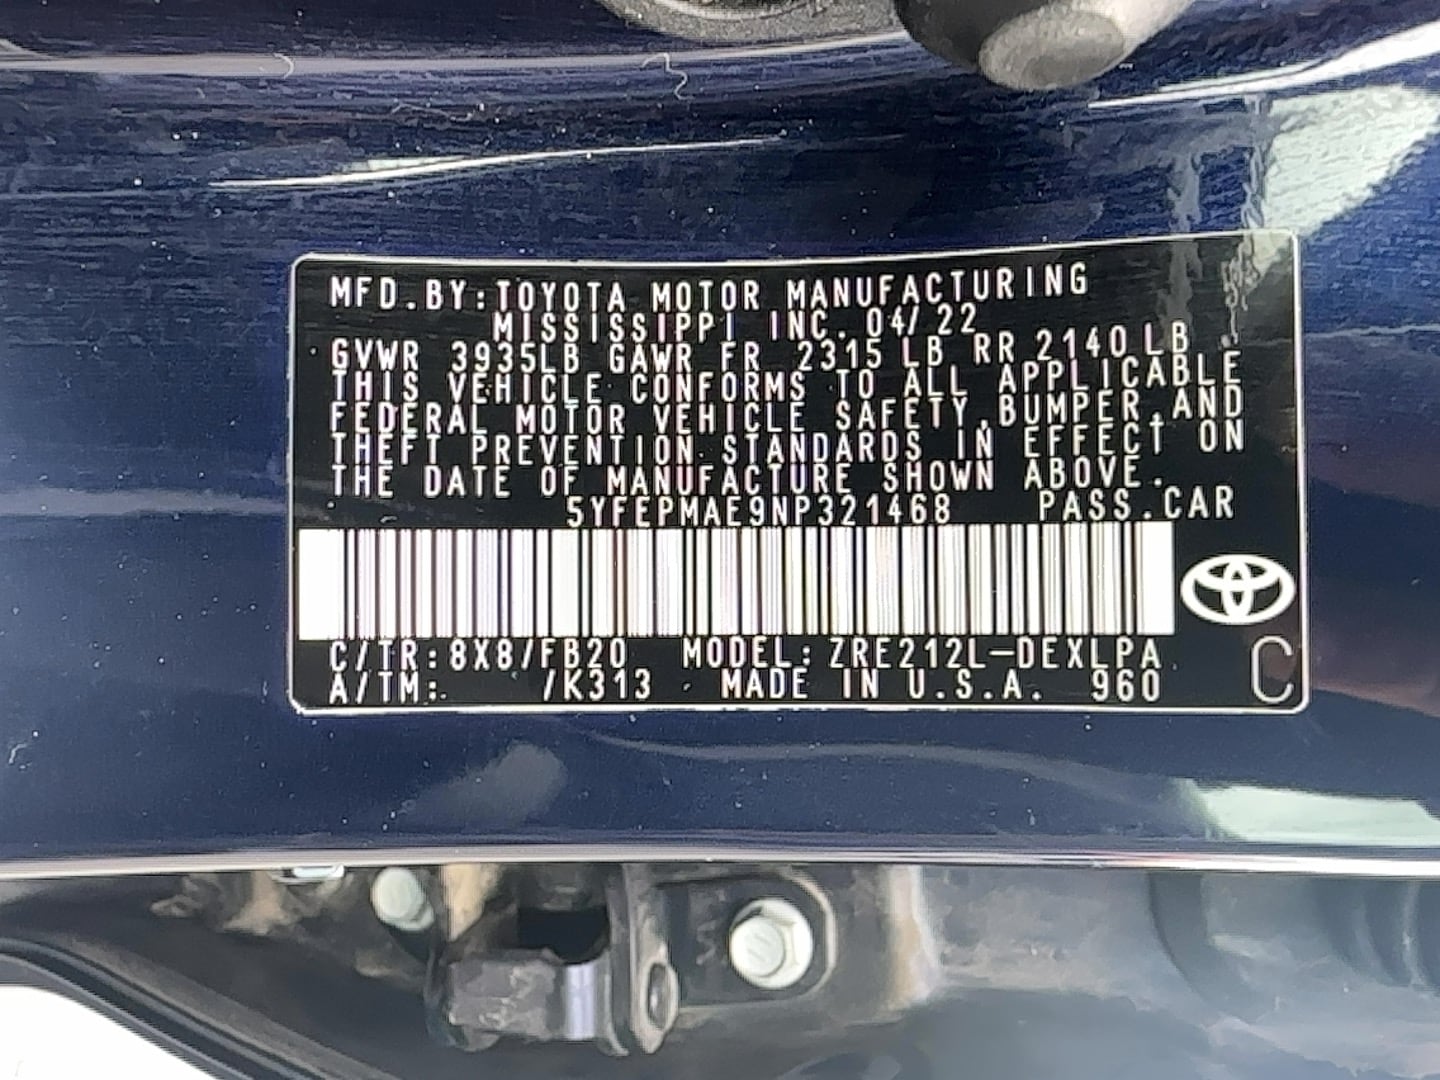 MFD.BY:TOYOTA MOTOR MANUFACTURING
MISSISSIPPI INC. 04/22
GVWR 3935LB GAWR FR 2315 LB RR 2140 LB
THIS VEHICLE CONFORMS TO ALL APPLICABLE
FEDERAL MOTOR VEHICLE SAFETY,BUMPER,AND
THEFT PREVENTION STANDARDS IN EFFECT ON
THE DATE OF MANUFACTURE SHOWN ABOVE.
5YFEPMAE9NP321468 PASS.CAR
C/TR:8X8/FB20 MODEL:ZRE212L-DEXLPA
A/TM: /K313 MADE IN U.S.A. 960
C